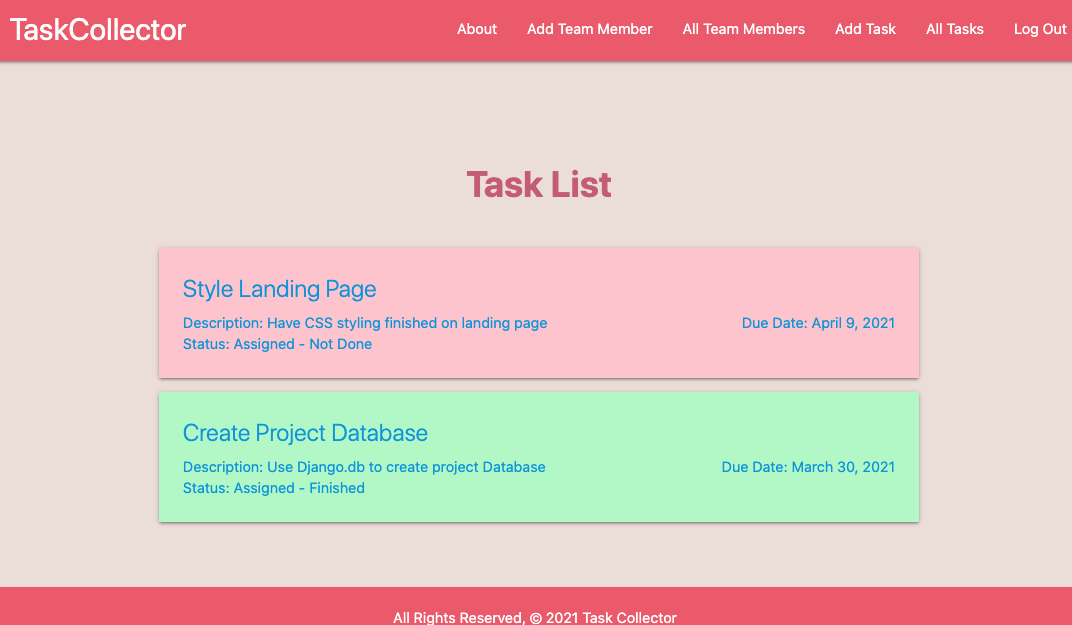 TaskCollector
About Add Team Member All Team Members Add Task All Tasks Log Out
Task List
Style Landing Page
Description: Have CSS styling finished on landing page Due Date: April 9, 2021
Status: Assigned - Not Done
Create Project Database
Description: Use Django.db to create project Database Due Date: March 30, 2021
Status: Assigned - Finished
All Rights Reserved, © 2021 Task Collector